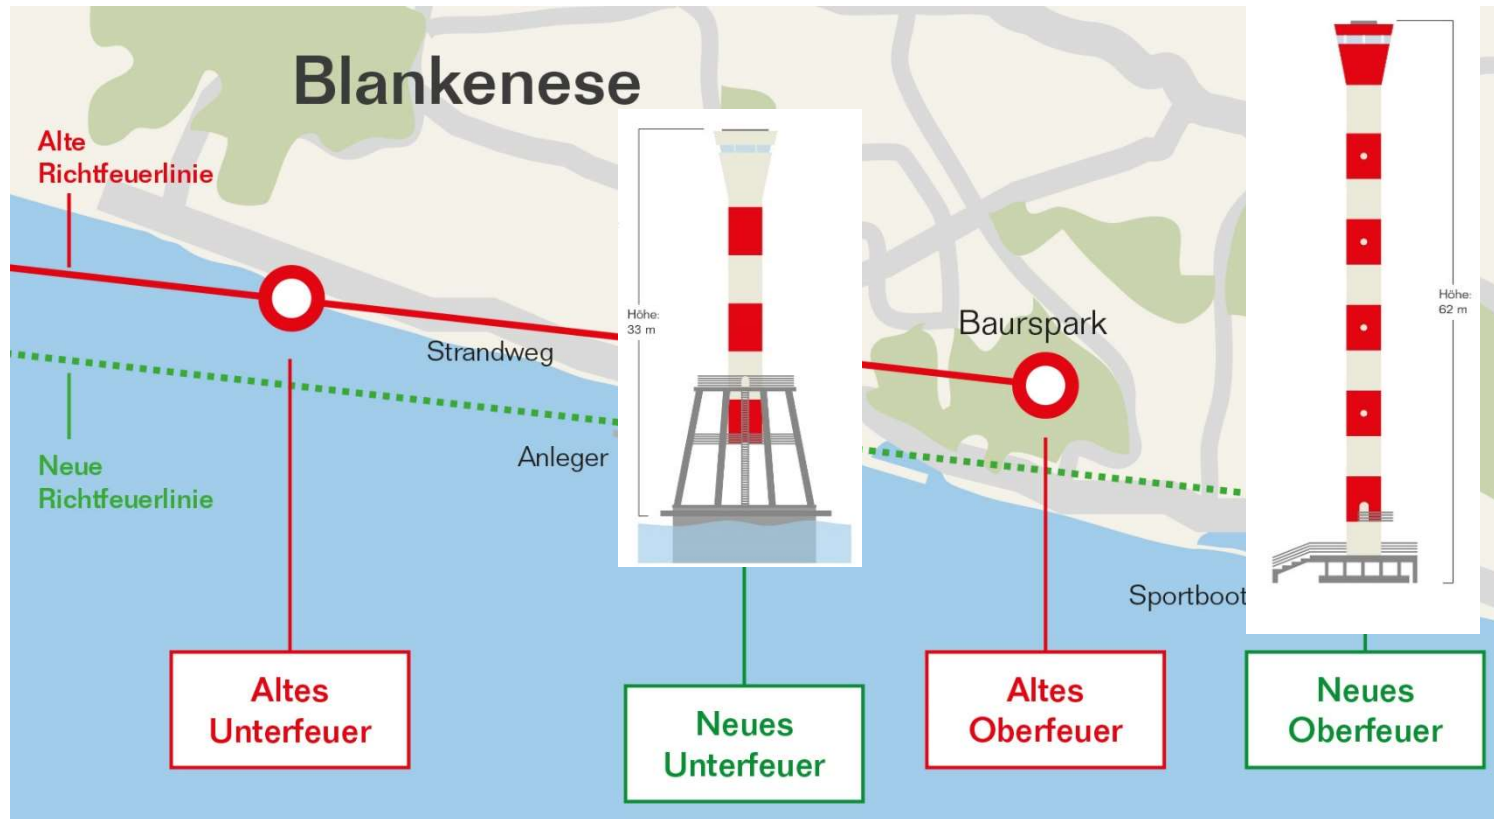 Blankenese
Alte
Richtfeuerlinie
Höhe:
33 m
Höhe:
62 m
Baurspark
Strandweg
Anleger
Neue
Richtfeuerlinie
Sportboot
Altes
Unterfeuer
Neues
Unterfeuer
Altes
Oberfeuer
Neues
Oberfeuer